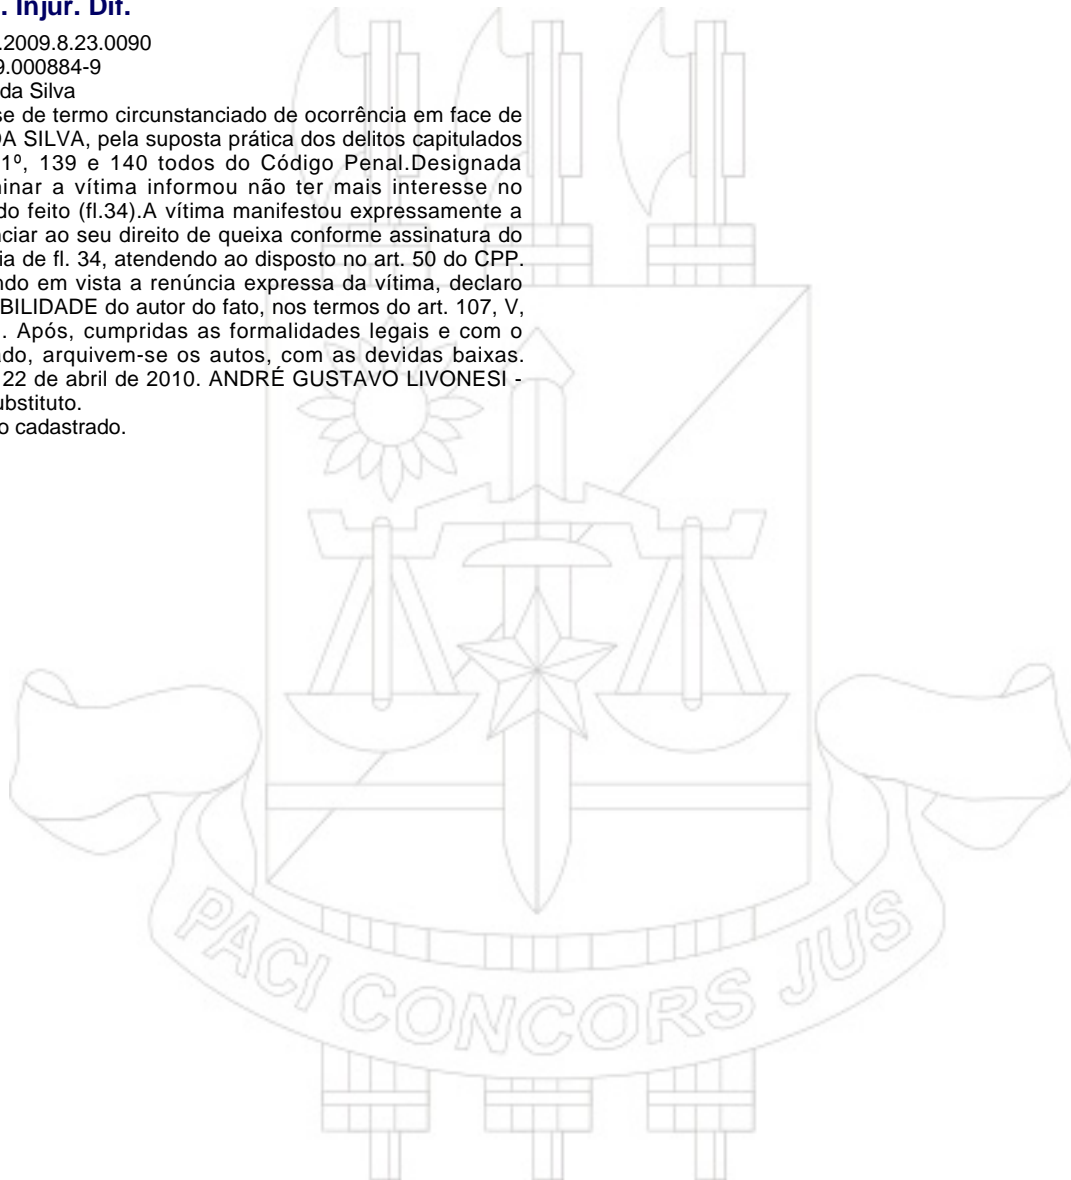 . Injúr. Dif.
.2009.8.23.0090
9.000884-9
da Silva
se de termo circunstanciado de ocorrência em face de
DA SILVA, pela suposta prática dos delitos capitulados
1º, 139 e 140 todos do Código Penal.Designada
ninar a vítima informou não ter mais interesse no
do feito (fl.34).A vítima manifestou expressamente a
nciar ao seu direito de queixa conforme assinatura do
ia de fl. 34, atendendo ao disposto no art. 50 do CPP.
ndo em vista a renúncia expressa da vítima, declaro
IBILIDADE do autor do fato, nos termos do art. 107, V,
. Após, cumpridas as formalidades legais e com o
ado, arquivem-se os autos, com as devidas baixas.
22 de abril de 2010. ANDRÉ GUSTAVO LIVONESI -
ubstituto.
o cadastrado.
PACI CONCORS JUS